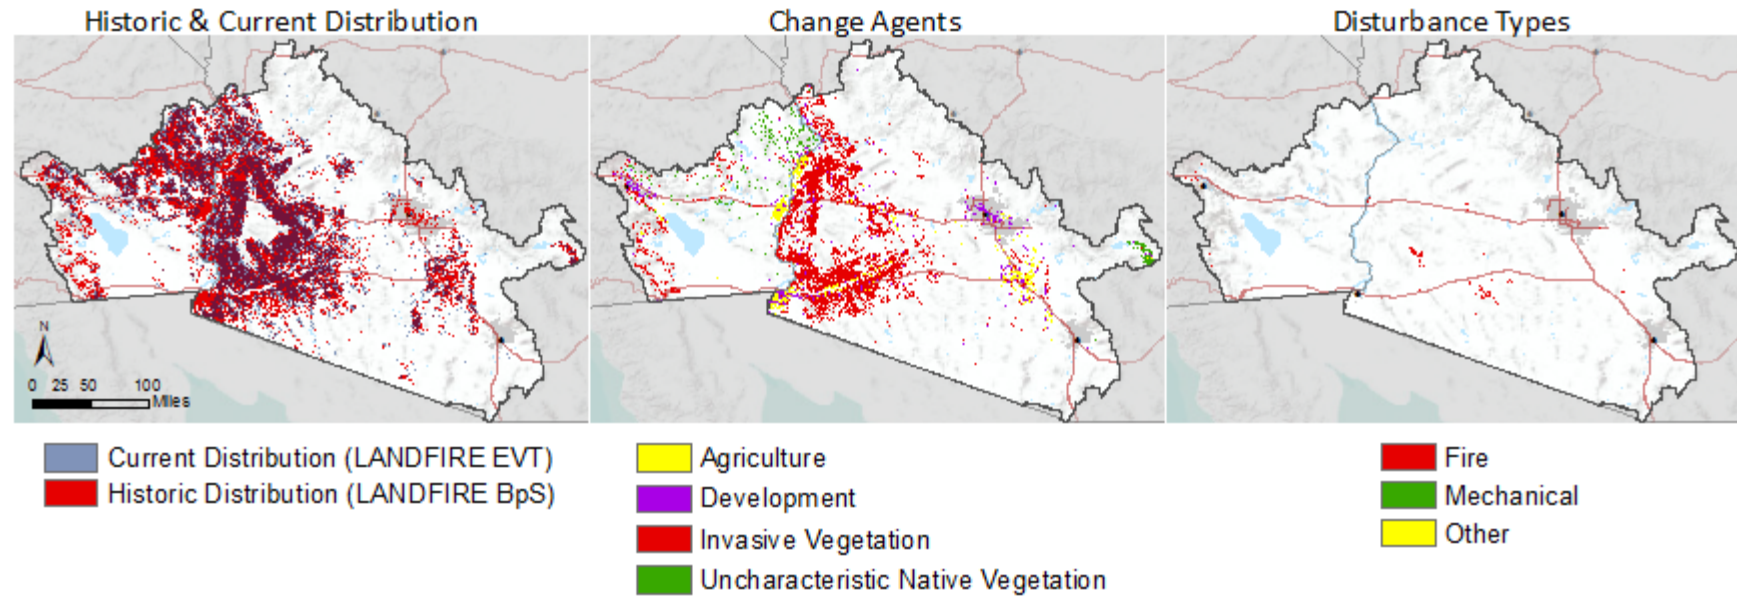 Historic & Current Distribution
Change Agents
Disturbance Types
N
0 25 50 100
Miles
Current Distribution (LANDFIRE EVT)
Historic Distribution (LANDFIRE BpS)
Agriculture
Development
Invasive Vegetation
Uncharacteristic Native Vegetation
Fire
Mechanical
Other